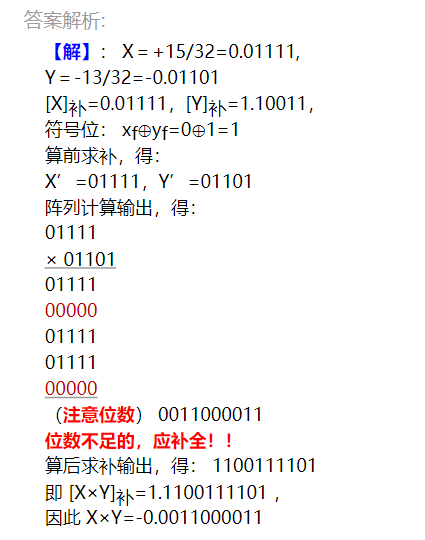 答案解析:
【解】: X=+15/32=0.01111,
Y=-13/32=-0.01101
[X]补=0.01111，[Y]补=1.10011，
符号位: xf⊕yf=0⊕1=1
算前求补，得:
X′=01111，Y′=01101
阵列计算输出，得:
01111
× 01101
01111
00000
01111
01111
00000
（注意位数） 0011000011
位数不足的，应补全！！
算后求补输出，得: 1100111101
即 [X×Y]补=1.1100111101 ，
因此 X×Y=-0.0011000011